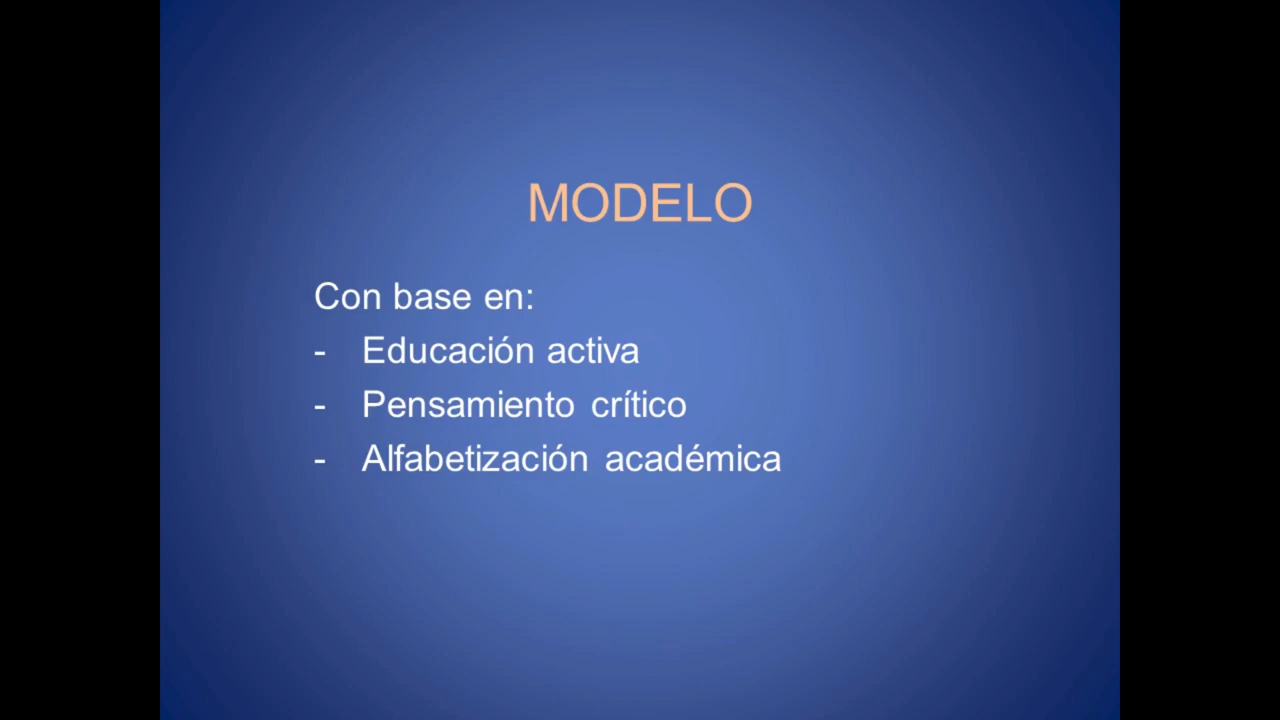 MODELO
Con base en:
- Educación activa
- Pensamiento crítico
- Alfabetización académica